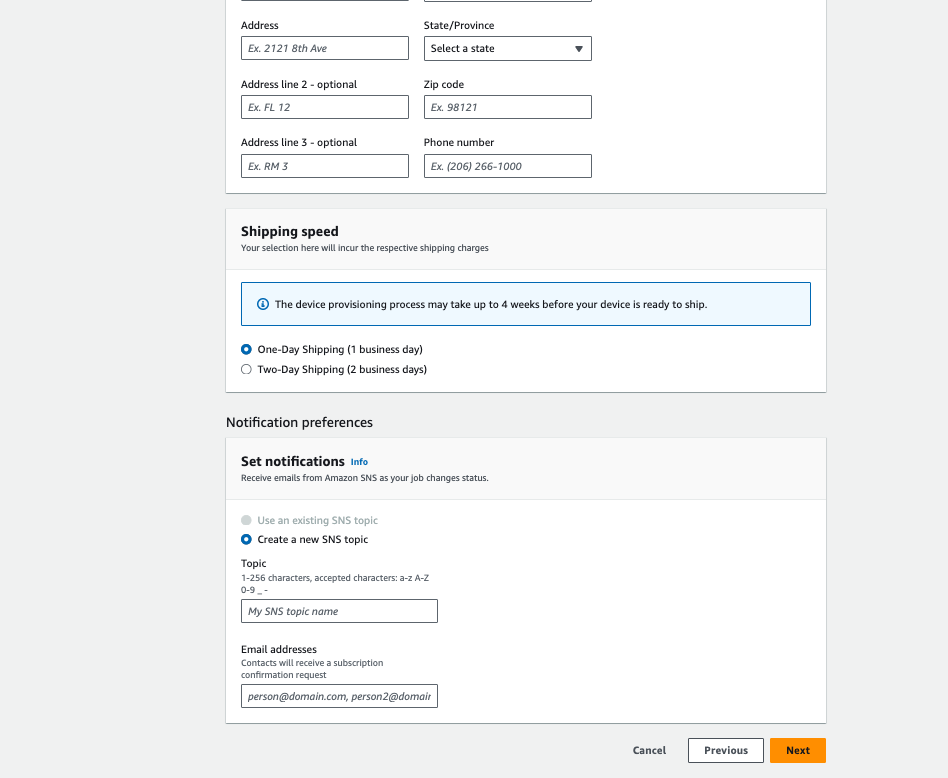 Address
State/Province
Ex. 2121 8th Ave
Select a state
Address line 2 - optional
Zip code
Ex. FL 12
Ex. 98121
Address line 3 - optional
Phone number
Ex. RM 3
Ex. (206) 266-1000
Shipping speed
Your selection here will incur the respective shipping charges
The device provisioning process may take up to 4 weeks before your device is ready to ship.
One-Day Shipping (1 business day)
Two-Day Shipping (2 business days)
Notification preferences
Set notifications Info
Receive emails from Amazon SNS as your job changes status.
Use an existing SNS topic
Create a new SNS topic
Topic
1-256 characters, accepted characters: a-z A-Z
0-9 _ -
My SNS topic name
Email addresses
Contacts will receive a subscription
confirmation request
person@domain.com, person2@domain
Cancel
Previous
Next